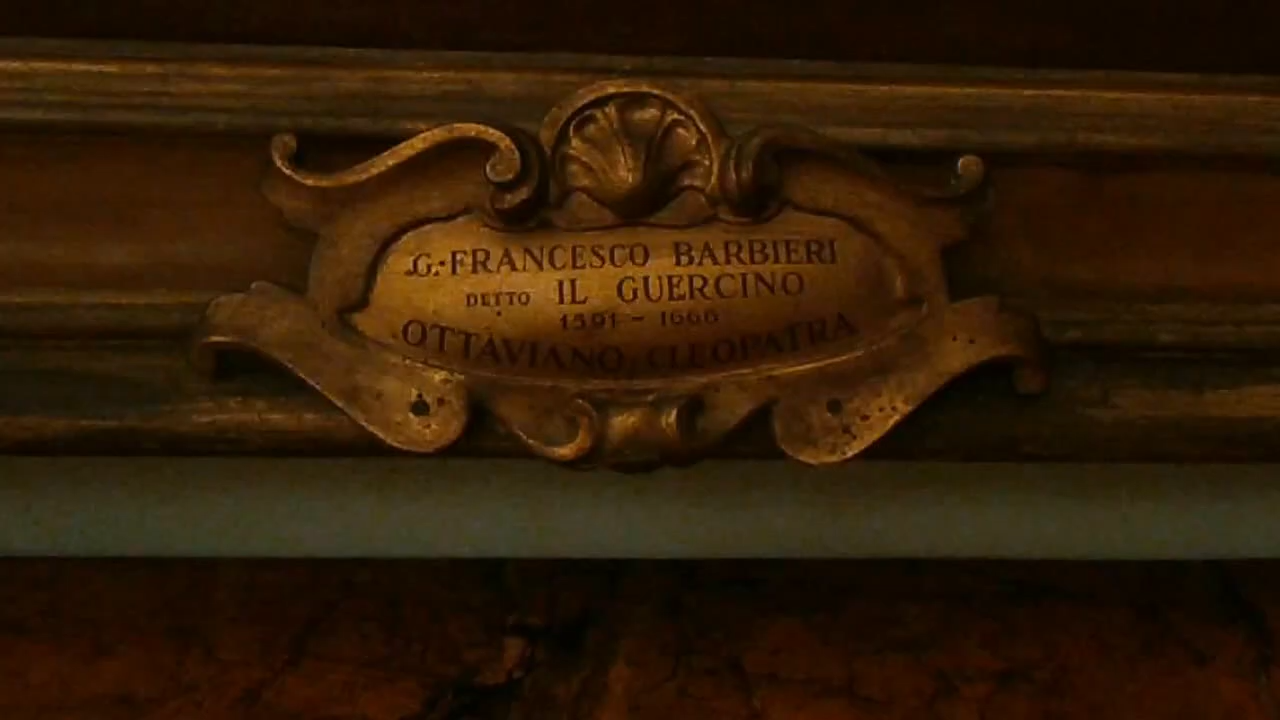 G.-FRANCESCO BARBIERI
DETTO IL GUERCINO
1591 - 1666
OTTAVIANO, CLEOPATRA